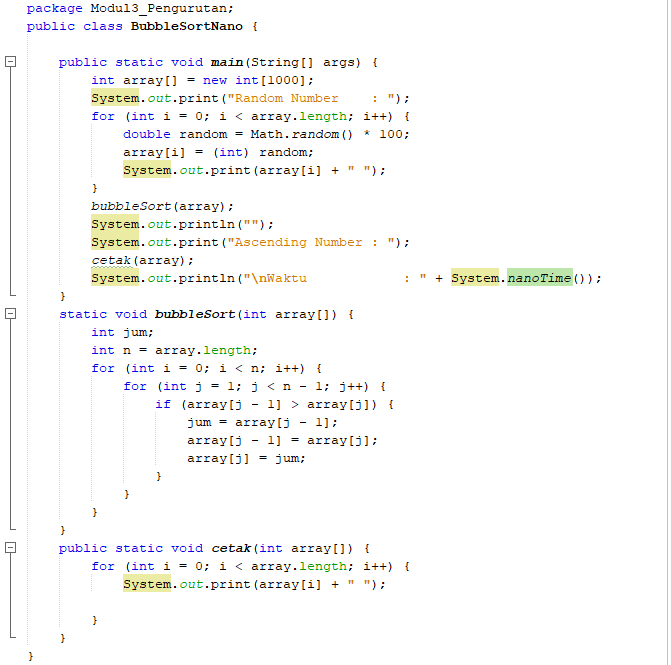 package Modul3_Pengurutan;
public class BubbleSortNano {
    public static void main(String[] args) {
        int array[] = new int[1000];
        System.out.print("Random Number    : ");
        for (int i = 0; i < array.length; i++) {
            double random = Math.random() * 100;
            array[i] = (int) random;
            System.out.print(array[i] + " ");
        }
        bubbleSort(array);
        System.out.println("");
        System.out.print("Ascending Number : ");
        cetak(array);
        System.out.println("\nWaktu            : " + System.nanoTime());
    }
    static void bubbleSort(int array[]) {
        int jum;
        int n = array.length;
        for (int i = 0; i < n; i++) {
            for (int j = 1; j < n - 1; j++) {
                if (array[j - 1] > array[j]) {
                    jum = array[j - 1];
                    array[j - 1] = array[j];
                    array[j] = jum;
                }
            }
        }
    }
    public static void cetak(int array[]) {
        for (int i = 0; i < array.length; i++) {
            System.out.print(array[i] + " ");
        }
    }
}